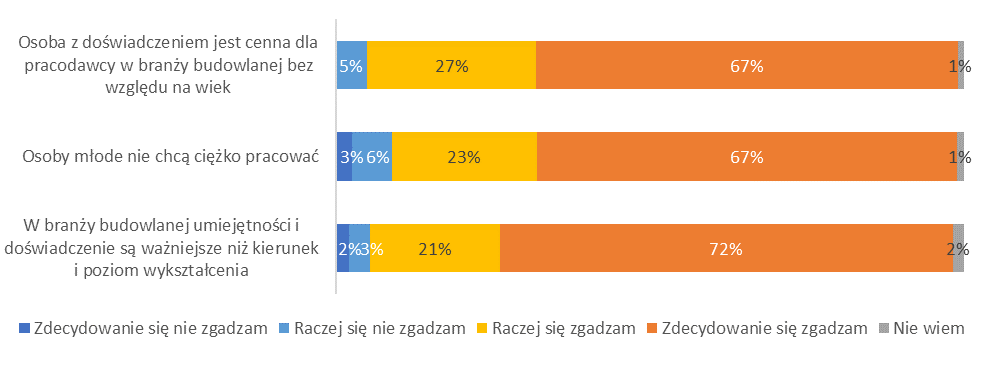 Osoba z doświadczeniem jest cenna dla
pracodawcy w branży budowlanej bez
względu na wiek
5% 27% 67% 1%
Osoby młode nie chcą ciężko pracować
3% 6% 23% 67% 1%
W branży budowlanej umiejętności i
doświadczenie są ważniejsze niż kierunek
i poziom wykształcenia
2% 3% 21% 72% 2%
Zdecydowanie się nie zgadzam Raczej się nie zgadzam Raczej się zgadzam Zdecydowanie się zgadzam Nie wiem